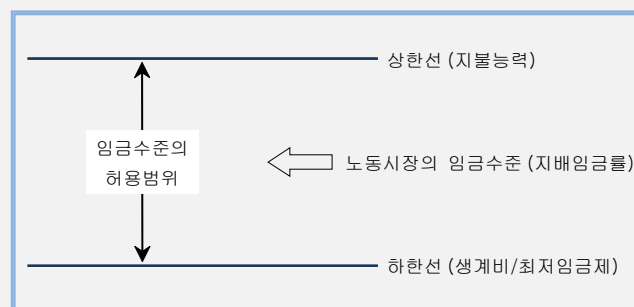 상한선 (지불능력)
임금수준의
허용범위
노동시장의 임금수준 (지배임금률)
하한선 (생계비/최저임금제)